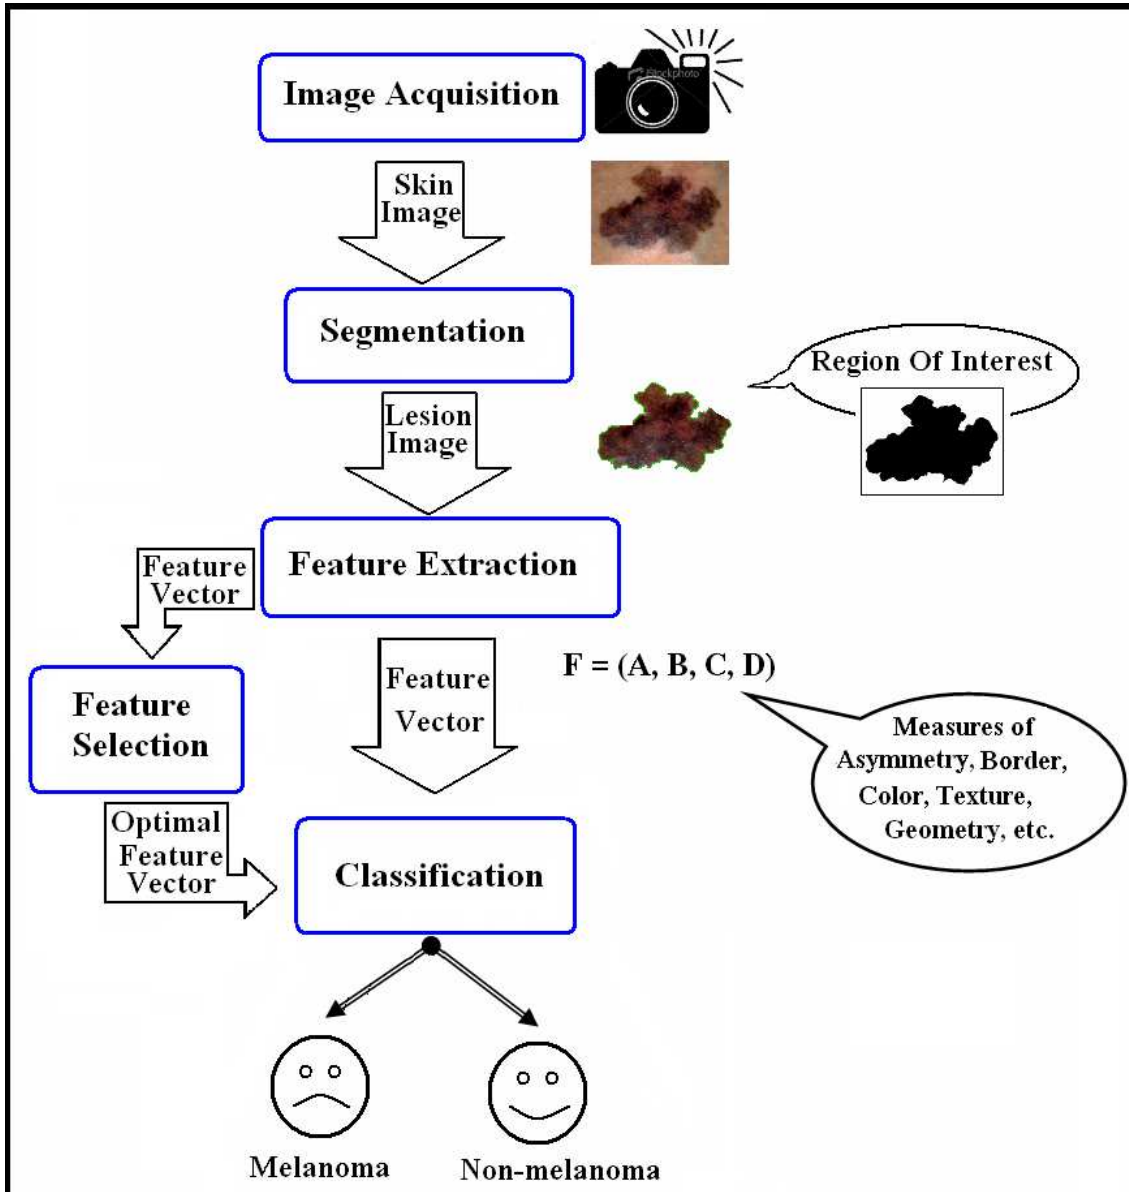 Image Acquisition
iStockphoto
Skin
Image
Segmentation
Region Of Interest
Lesion
Image
Feature Extraction
Feature
Vector
Feature
Vector
F = (A, B, C, D)
Feature
Selection
Measures of
Asymmetry, Border,
Color, Texture,
Geometry, etc.
Optimal
Feature
Vector
Classification
Melanoma
Non-melanoma